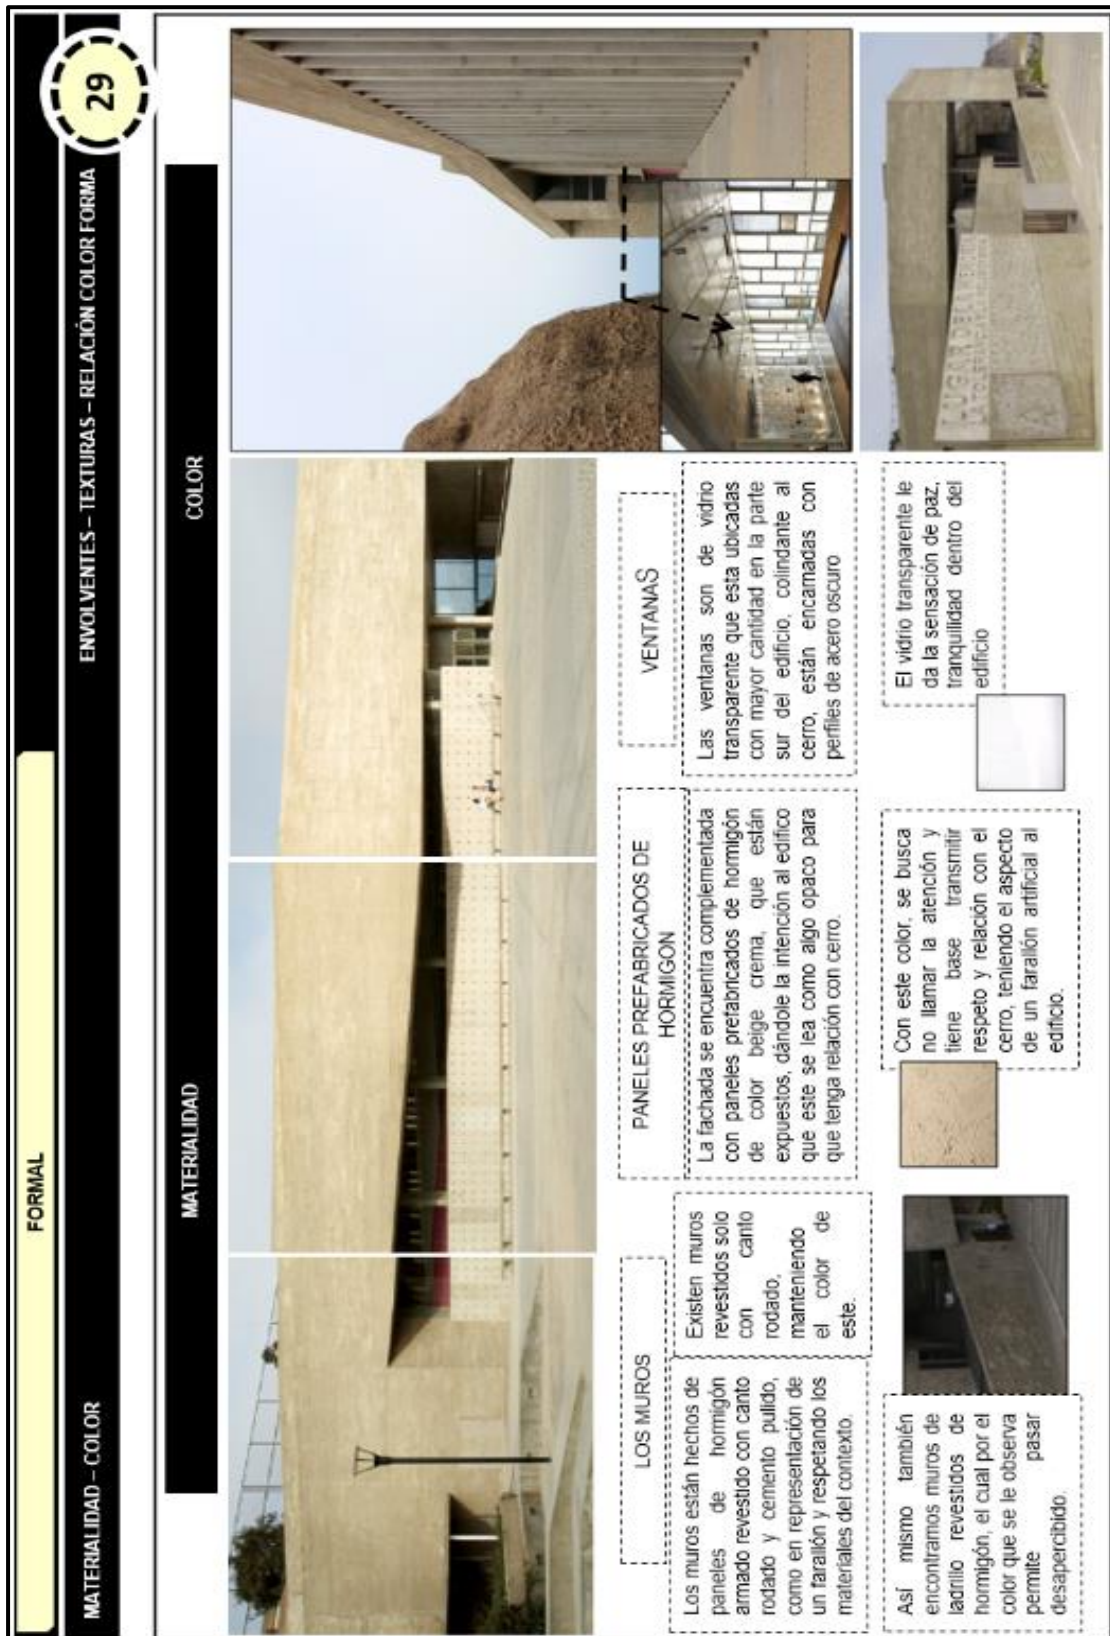 FORMAL
29
MATERIALIDAD – COLOR
ENVOLVENTES – TEXTURAS – RELACIÓN COLOR FORMA
MATERIALIDAD
COLOR
LOS MUROS
Los muros están hechos de
paneles de hormigón
armado revestido con canto
rodado y cemento pulido,
como en representación de
un farallón y respetando los
materiales del contexto.
Existen muros
revestidos solo
con canto
rodado,
manteniendo
el color de
este.
PANELES PREFABRICADOS DE
HORMIGON
La fachada se encuentra complementada
con paneles prefabricados de hormigón
de color beige crema, que están
expuestos, dándole la intención al edifico
que este se lea como algo opaco para
que tenga relación con cerro.
VENTANAS
Las ventanas son de vidrio
transparente que esta ubicadas
con mayor cantidad en la parte
sur del edificio, colindante al
cerro, están encamadas con
perfiles de acero oscuro
Así mismo también
encontramos muros de
ladrillo revestidos de
hormigón, el cual por el
color que se le observa
permite pasar
desapercibido.
Con este color, se busca
no llamar la atención y
tiene base transmitir
respeto y relación con el
cerro, teniendo el aspecto
de un farallón artificial al
edificio.
El vidrio transparente le
da la sensación de paz,
tranquilidad dentro del
edificio
LUGAR DE LA
LA TOLERANCIA